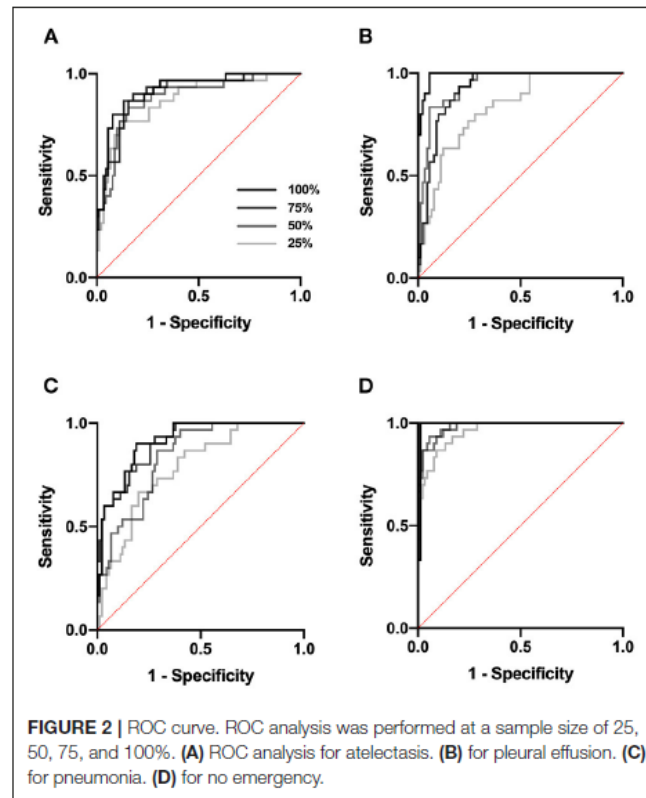 A
1.0
0.5
0.0
Sensitivity
100%
75%
50%
25%
0.0 0.5 1.0
1 - Specificity
B
1.0
0.5
0.0
Sensitivity
0.0 0.5 1.0
1 - Specificity
C
1.0
0.5
0.0
Sensitivity
0.0 0.5 1.0
1 - Specificity
D
1.0
0.5
0.0
Sensitivity
0.0 0.5 1.0
1 - Specificity
FIGURE 2 | ROC curve. ROC analysis was performed at a sample size of 25,
50, 75, and 100%. (A) ROC analysis for atelectasis. (B) for pleural effusion. (C)
for pneumonia. (D) for no emergency.